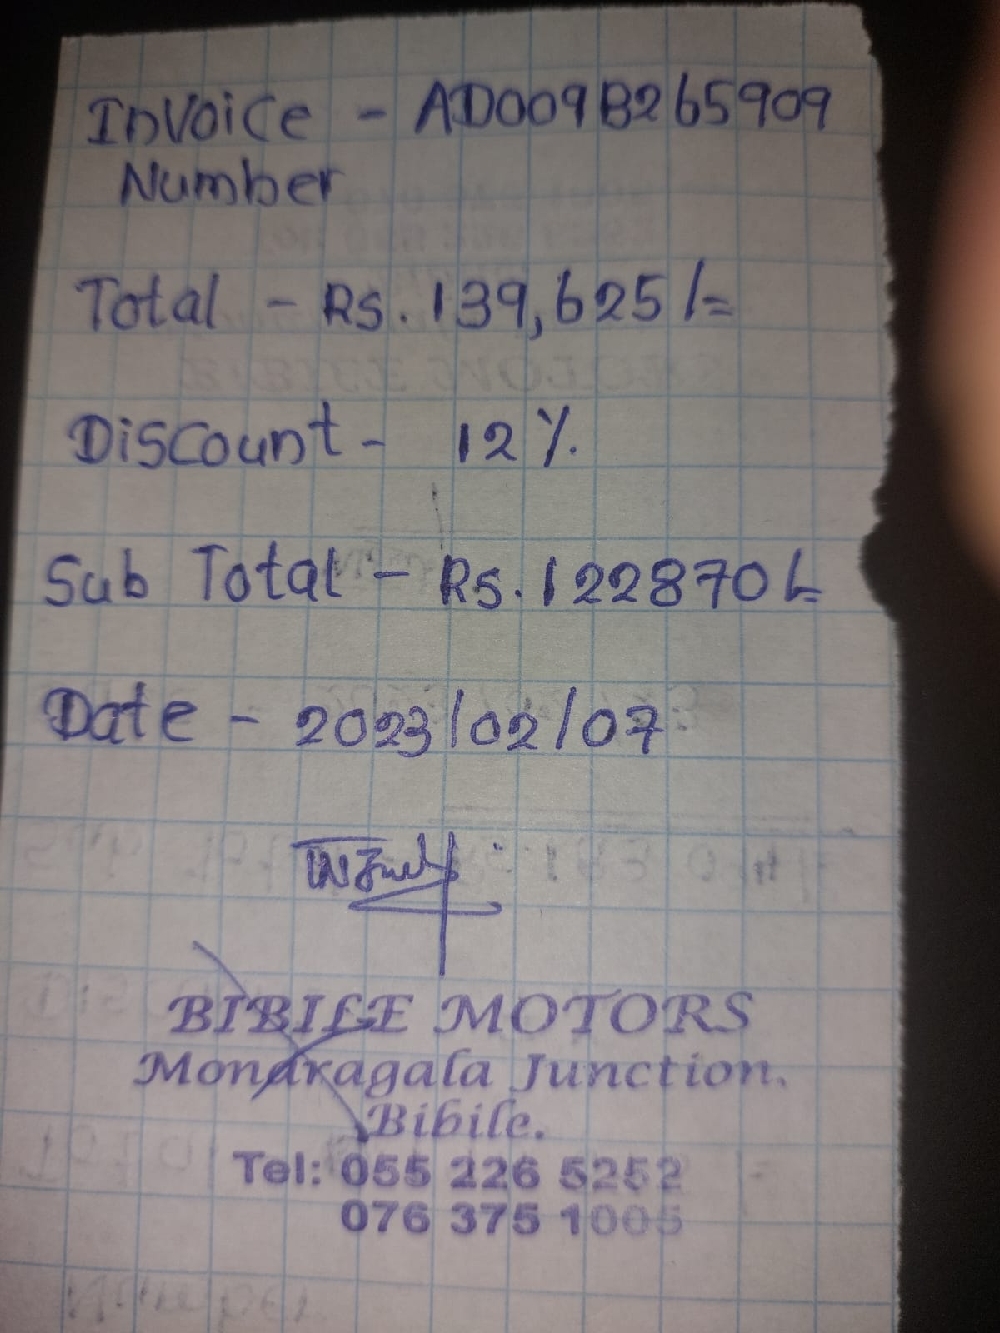 Invoice - AD009B265909
Number
Total - Rs. 139,625/=
Discount - 12%
Sub Total - Rs. 122870/=
Date - 2023/02/07
BIBILE MOTORS
Monaragala Junction.
Bibile.
Tel: 055 226 5252
076 375 1005